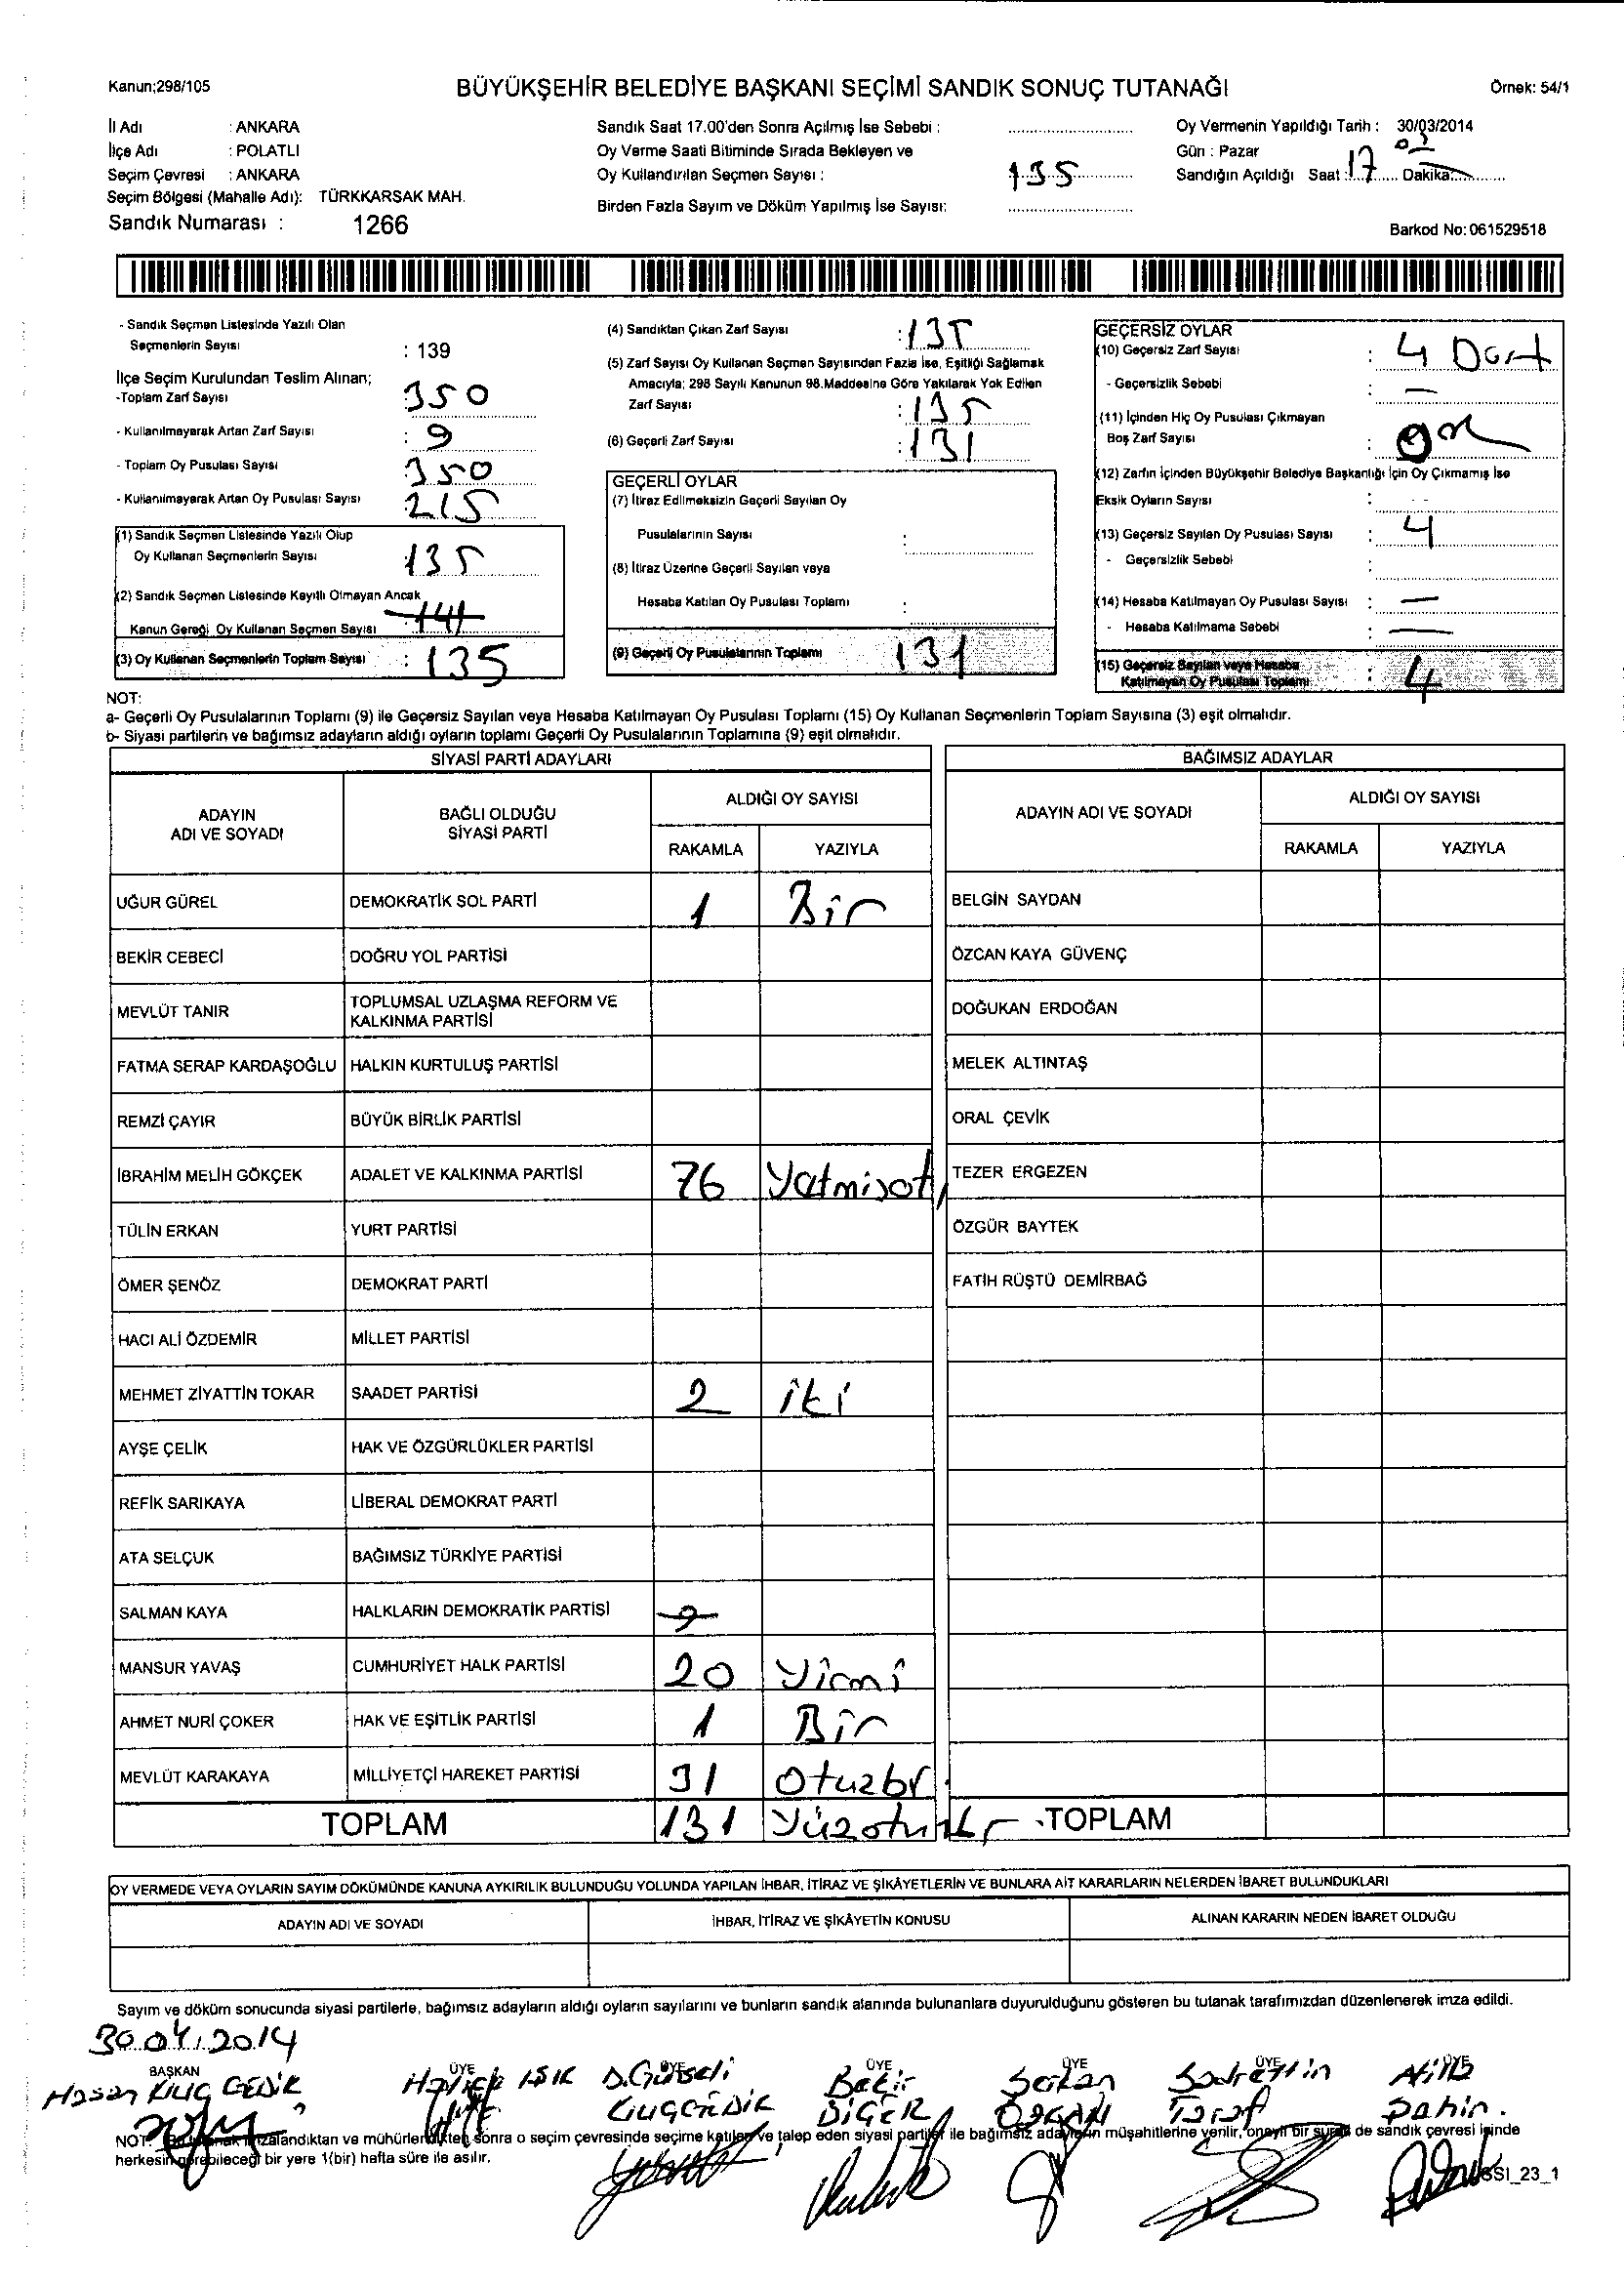 Kanun;298/105
BÜYÜKŞEHİR BELEDİYE BAŞKANI SEÇİMİ SANDIK SONUÇ TUTANAĞI
Örnek: 54/1
İl Adı : ANKARA
İlçe Adı : POLATLI
Seçim Çevresi : ANKARA
Seçim Bölgesi (Mahalle Adı): TÜRKKARSAK MAH.
Sandık Numarası : 1266
Sandık Saat 17.00'den Sonra Açılmış İse Sebebi :
Oy Verme Saati Bitiminde Sırada Bekleyen ve
Oy Kullandırılan Seçmen Sayısı : 135
Birden Fazla Sayım ve Döküm Yapılmış İse Sayısı:
Oy Vermenin Yapıldığı Tarih : 30/03/2014
Gün : Pazar
Sandığın Açıldığı Saat : 17 Dakika
Barkod No: 061529518
- Sandık Seçmen Listesinde Yazılı Olan
Seçmenlerin Sayısı : 139
İlçe Seçim Kurulundan Teslim Alınan;
-Toplam Zarf Sayısı : 350
- Kullanılmayarak Artan Zarf Sayısı : 9
- Toplam Oy Pusulası Sayısı 350
- Kullanılmayarak Artan Oy Pusulası Sayısı 215
(1) Sandık Seçmen Listesinde Yazılı Olup
Oy Kullanan Seçmenlerin Sayısı 135
(2) Sandık Seçmen Listesinde Kayıtlı Olmayan Ancak
Kanun Gereği Oy Kullanan Seçmen Sayısı :
(3) Oy Kullanan Seçmenlerin Toplam Sayısı : 135
(4) Sandıktan Çıkan Zarf Sayısı : 135
(5) Zarf Sayısı Oy Kullanan Seçmen Sayısından Fazla İse, Eşitliği Sağlamak
Amacıyla; 298 Sayılı Kanunun 98.Maddesine Göre Yakılarak Yok Edilen
Zarf Sayısı : 135
(6) Geçerli Zarf Sayısı : 131
GEÇERLİ OYLAR
(7) İtiraz Edilmeksizin Geçerli Sayılan Oy
Pusulalarının Sayısı :
(8) İtiraz Üzerine Geçerli Sayılan veya
Hesaba Katılan Oy Pusulası Toplamı :
(9) Geçerli Oy Pusulalarının Toplamı 131
GEÇERSİZ OYLAR
(10) Geçersiz Zarf Sayısı : 4 Dört
- Geçersizlik Sebebi : —
(11) İçinden Hiç Oy Pusulası Çıkmayan
Boş Zarf Sayısı :
(12) Zarfın İçinden Büyükşehir Belediye Başkanlığı İçin Oy Çıkmamış İse
Eksik Oyların Sayısı :
(13) Geçersiz Sayılan Oy Pusulası Sayısı : 4
- Geçersizlik Sebebi :
(14) Hesaba Katılmayan Oy Pusulası Sayısı : —
- Hesaba Katılmama Sebebi : —
(15) Geçersiz Sayılan veya Hesaba
Katılmayan Oy Pusulası Toplamı : 4
NOT:
a- Geçerli Oy Pusulalarının Toplamı (9) ile Geçersiz Sayılan veya Hesaba Katılmayan Oy Pusulası Toplamı (15) Oy Kullanan Seçmenlerin Toplam Sayısına (3) eşit olmalıdır.
b- Siyasi partilerin ve bağımsız adayların aldığı oyların toplamı Geçerli Oy Pusulalarının Toplamına (9) eşit olmalıdır.
SİYASİ PARTİ ADAYLARI
ADAYIN ADI VE SOYADI BAĞLI OLDUĞU SİYASİ PARTİ ALDIĞI OY SAYISI
RAKAMLA YAZIYLA
UĞUR GÜREL DEMOKRATİK SOL PARTİ 1 Bir
BEKİR CEBECİ DOĞRU YOL PARTİSİ
MEVLÜT TANIR TOPLUMSAL UZLAŞMA REFORM VE KALKINMA PARTİSİ
FATMA SERAP KARDAŞOĞLU HALKIN KURTULUŞ PARTİSİ
REMZİ ÇAYIR BÜYÜK BİRLİK PARTİSİ
İBRAHİM MELİH GÖKÇEK ADALET VE KALKINMA PARTİSİ 76 Yatmisatı
TÜLİN ERKAN YURT PARTİSİ
ÖMER ŞENÖZ DEMOKRAT PARTİ
HACI ALİ ÖZDEMİR MİLLET PARTİSİ
MEHMET ZİYATTİN TOKAR SAADET PARTİSİ 2 iki
AYŞE ÇELİK HAK VE ÖZGÜRLÜKLER PARTİSİ
REFİK SARIKAYA LİBERAL DEMOKRAT PARTİ
ATA SELÇUK BAĞIMSIZ TÜRKİYE PARTİSİ
SALMAN KAYA HALKLARIN DEMOKRATİK PARTİSİ
MANSUR YAVAŞ CUMHURİYET HALK PARTİSİ 20 Yirmi
AHMET NURİ ÇOKER HAK VE EŞİTLİK PARTİSİ 1 Bir
MEVLÜT KARAKAYA MİLLİYETÇİ HAREKET PARTİSİ 31 Otuzbr
TOPLAM 131 Yüzotuzbr
BAĞIMSIZ ADAYLAR
ADAYIN ADI VE SOYADI ALDIĞI OY SAYISI
RAKAMLA YAZIYLA
BELGİN SAYDAN
ÖZCAN KAYA GÜVENÇ
DOĞUKAN ERDOĞAN
MELEK ALTINTAŞ
ORAL ÇEVİK
TEZER ERGEZEN
ÖZGÜR BAYTEK
FATİH RÜŞTÜ DEMİRBAĞ
TOPLAM
OY VERMEDE VEYA OYLARIN SAYIM DÖKÜMÜNDE KANUNA AYKIRILIK BULUNDUĞU YOLUNDA YAPILAN İHBAR, İTİRAZ VE ŞİKÂYETLERİN VE BUNLARA AİT KARARLARIN NELERDEN İBARET BULUNDUKLARI
ADAYIN ADI VE SOYADI İHBAR, İTİRAZ VE ŞİKÂYETİN KONUSU ALINAN KARARIN NEDEN İBARET OLDUĞU
Sayım ve döküm sonucunda siyasi partilerle, bağımsız adayların aldığı oyların sayılarını ve bunların sandık alanında bulunanlara duyurulduğunu gösteren bu tutanak tarafımızdan düzenlenerek imza edildi.
30.04.2014
BAŞKAN ÜYE ÜYE ÜYE ÜYE ÜYE ÜYE
Hasan KILIÇ GEDİK IŞIK D.Gürseli KILIÇGEDİK Bekir DİĞER Serkan ÖZCAN Sadrettin Taraf Atilla Şahin
NOT: Bu tutanak imzalandıktan ve mühürlendikten sonra o seçim çevresinde seçime katılan ve talep eden siyasi partiler ile bağımsız adayların müşahitlerine verilir, onaylı bir sureti de sandık çevresi içinde
herkesin görebileceği bir yere 1(bir) hafta süre ile asılır.
SSI_23_1